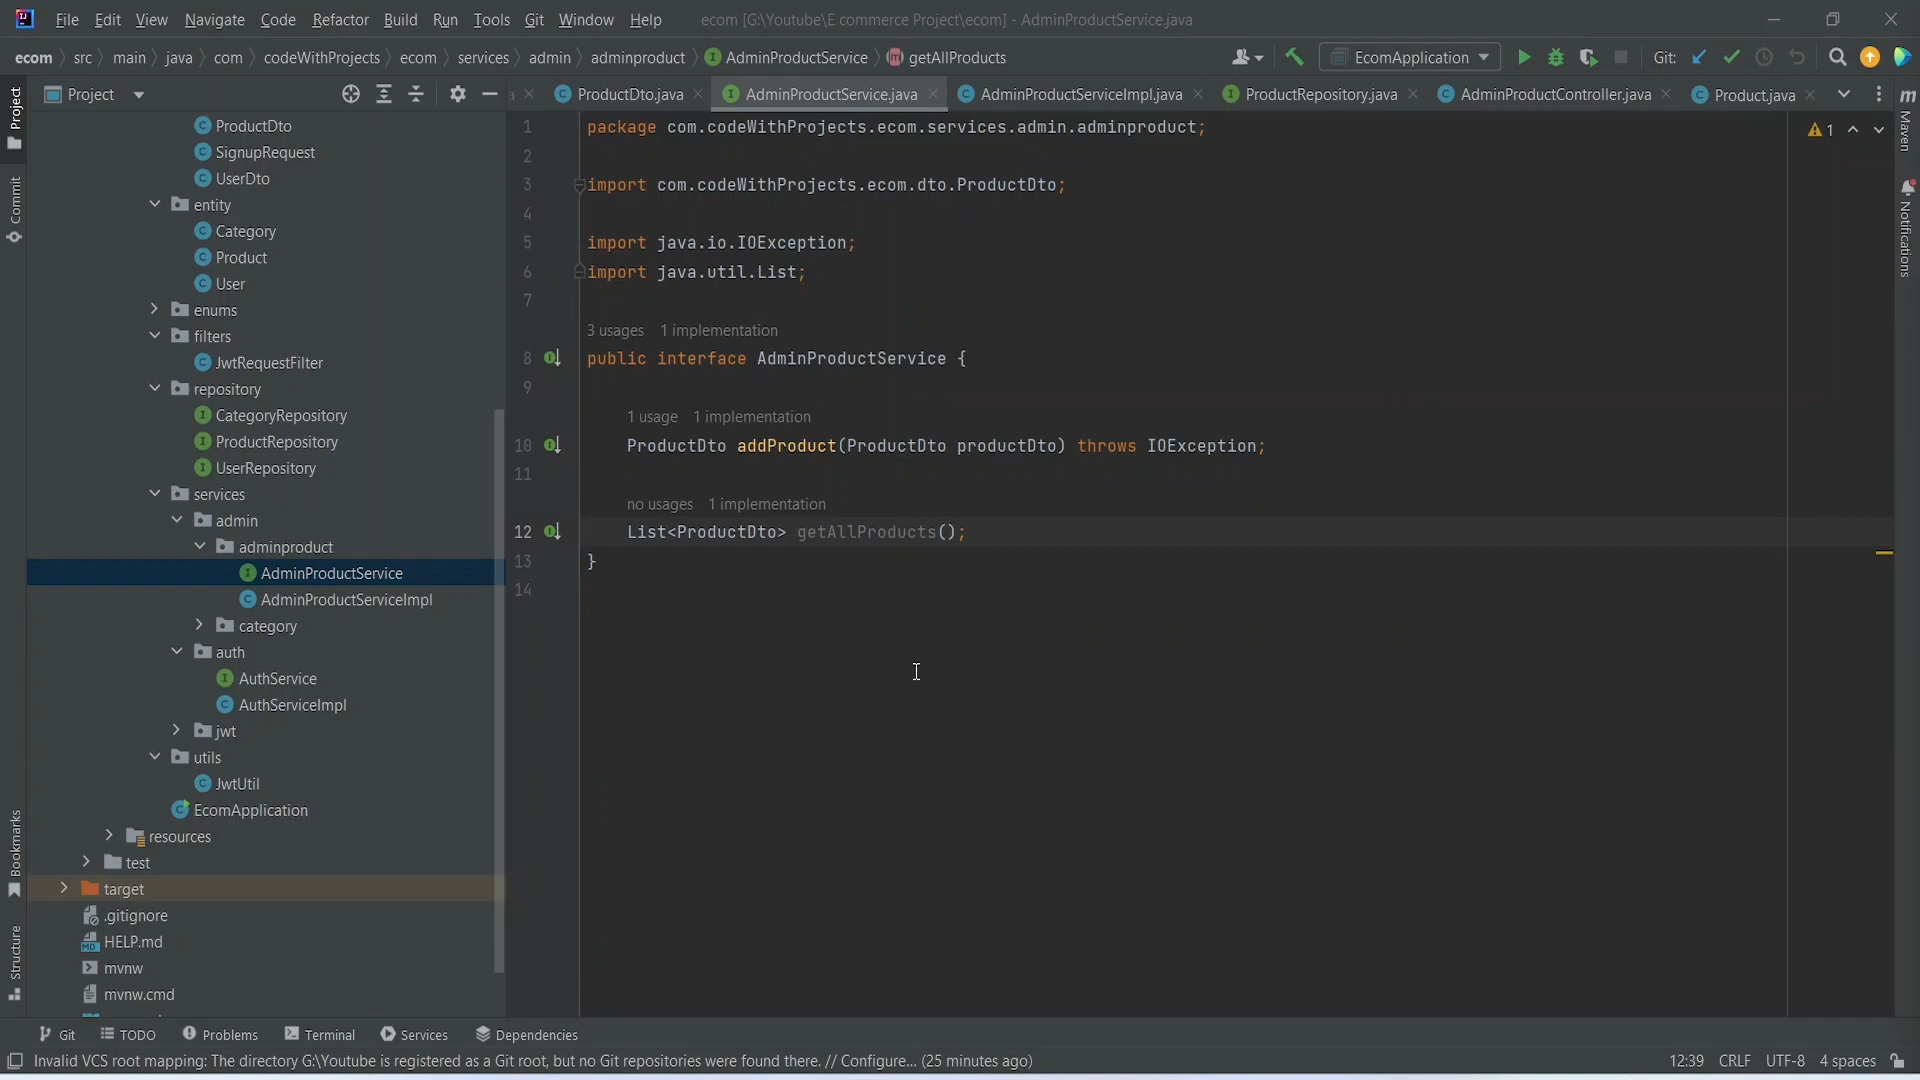 File Edit View Navigate Code Refactor Build Run Tools Git Window Help ecom [G:\Youtube\E commerce Project\ecom] - AdminProductService.java
ecom src main java com codeWithProjects ecom services admin adminproduct AdminProductService getAllProducts EcomApplication Git:
Project ProductDto.java AdminProductService.java AdminProductServiceImpl.java ProductRepository.java AdminProductController.java Product.java
Project
Commit
Bookmarks
Structure
ProductDto
SignupRequest
UserDto
entity
Category
Product
User
enums
filters
JwtRequestFilter
repository
CategoryRepository
ProductRepository
UserRepository
services
admin
adminproduct
AdminProductService
AdminProductServiceImpl
category
auth
AuthService
AuthServiceImpl
jwt
utils
JwtUtil
EcomApplication
resources
test
target
.gitignore
HELP.md
mvnw
mvnw.cmd
1 package com.codeWithProjects.ecom.services.admin.adminproduct;
2
3 import com.codeWithProjects.ecom.dto.ProductDto;
4
5 import java.io.IOException;
6 import java.util.List;
7
3 usages 1 implementation
8 public interface AdminProductService {
9
1 usage 1 implementation
10 ProductDto addProduct(ProductDto productDto) throws IOException;
11
no usages 1 implementation
12 List<ProductDto> getAllProducts();
13 }
14
1
Maven
Notifications
Git TODO Problems Terminal Services Dependencies
Invalid VCS root mapping: The directory G:\Youtube is registered as a Git root, but no Git repositories were found there. // Configure... (25 minutes ago) 12:39 CRLF UTF-8 4 spaces